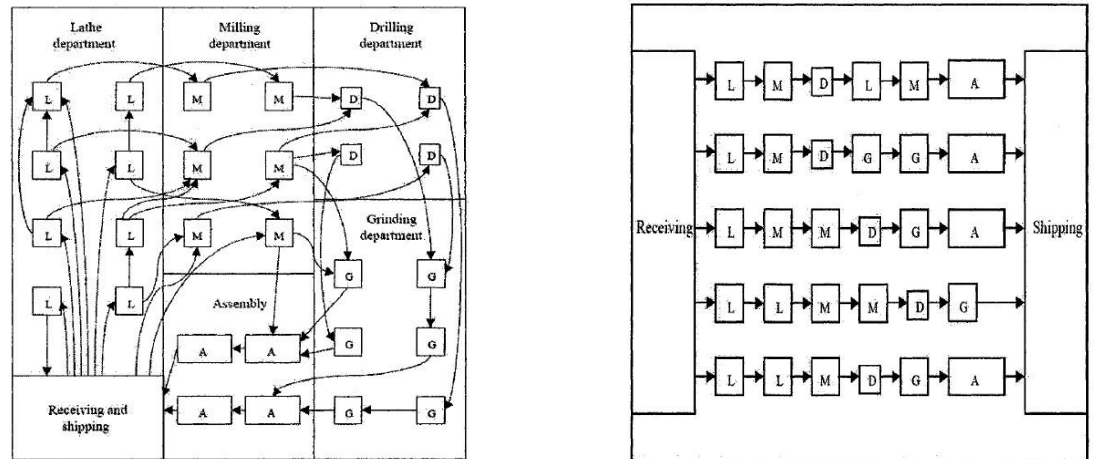 Lathe
department
Milling
department
Drilling
department
L L M M D D
L L M M D D
Grinding
department
L L M M
G G
L L
Assembly
A A G G
Receiving and
shipping
A A G G
Receiving
L M D L M A
L M D G G A
L M M D G A
L L M M D G
L L M D G A
Shipping